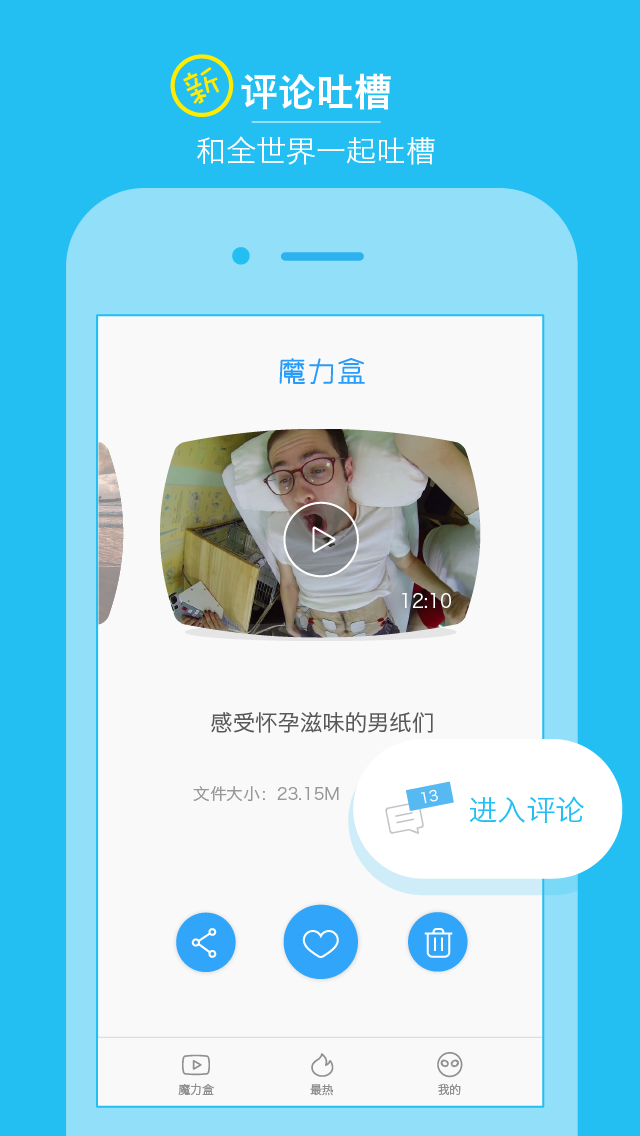 新 评论吐槽
和全世界一起吐槽
魔力盒
12:10
感受怀孕滋味的男纸们
文件大小：23.15M
13
进入评论
魔力盒 最热 我的